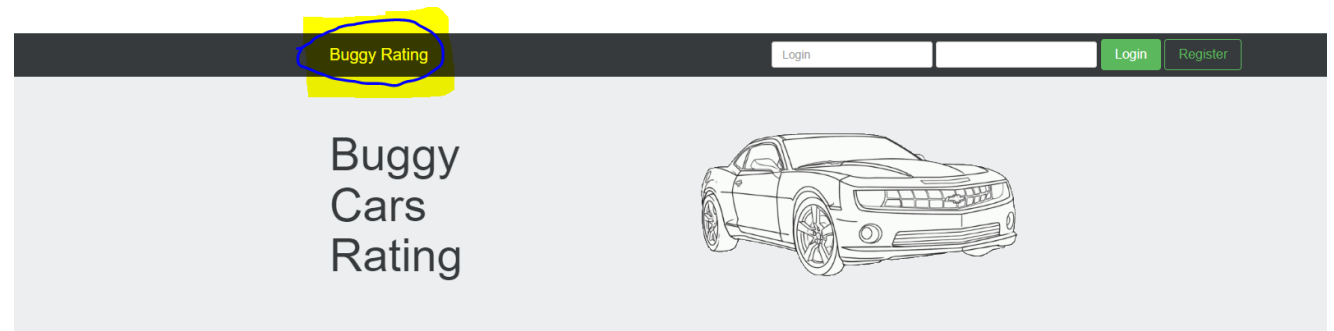 Buggy Rating
Login
Login
Register
Buggy
Cars
Rating